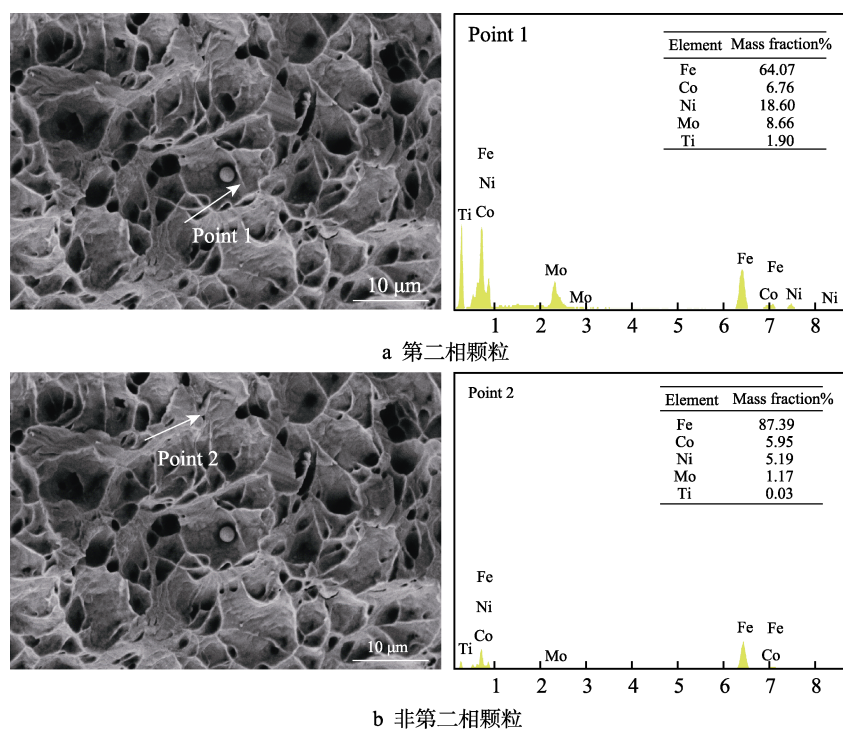 Point 1
10 μm
Point 1
Element Mass fraction%
Fe 64.07
Co 6.76
Ni 18.60
Mo 8.66
Ti 1.90
Fe
Ni
Ti Co
Mo
Mo
Fe
Fe
Co Ni Ni
1 2 3 4 5 6 7 8
a 第二相颗粒
Point 2
10 μm
Point 2
Element Mass fraction%
Fe 87.39
Co 5.95
Ni 5.19
Mo 1.17
Ti 0.03
Fe
Ni
Co
Ti
Mo
Fe Fe
Co
1 2 3 4 5 6 7 8
b 非第二相颗粒